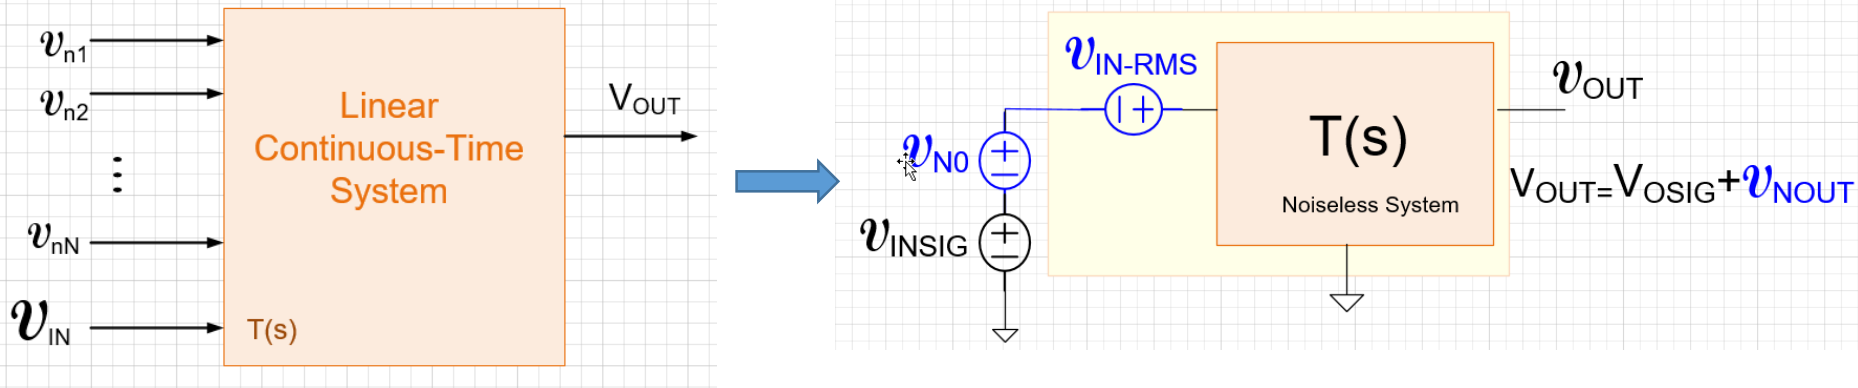 vn1
vn2
vnN
vIN
Linear
Continuous-Time
System
T(s)
VOUT
vIN-RMS
vN0
vINSIG
T(s)
Noiseless System
vOUT
VOUT=VOSIG+vNOUT